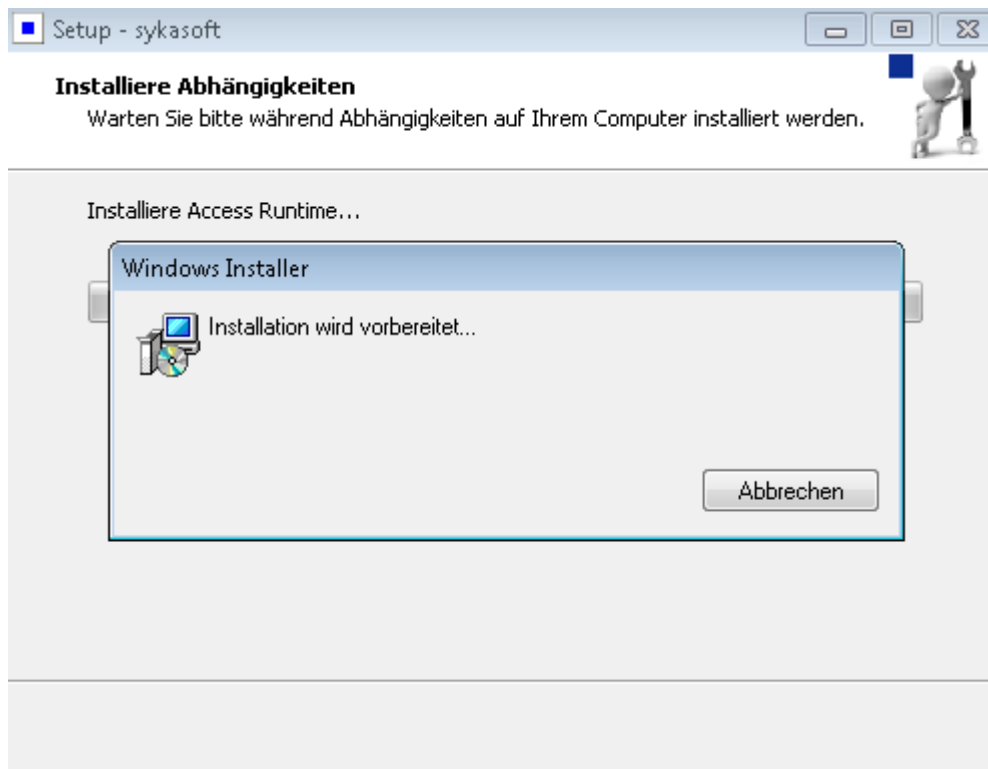 Setup - sykasoft
Installiere Abhängigkeiten
Warten Sie bitte während Abhängigkeiten auf Ihrem Computer installiert werden.
Installiere Access Runtime...
Windows Installer
Installation wird vorbereitet...
Abbrechen